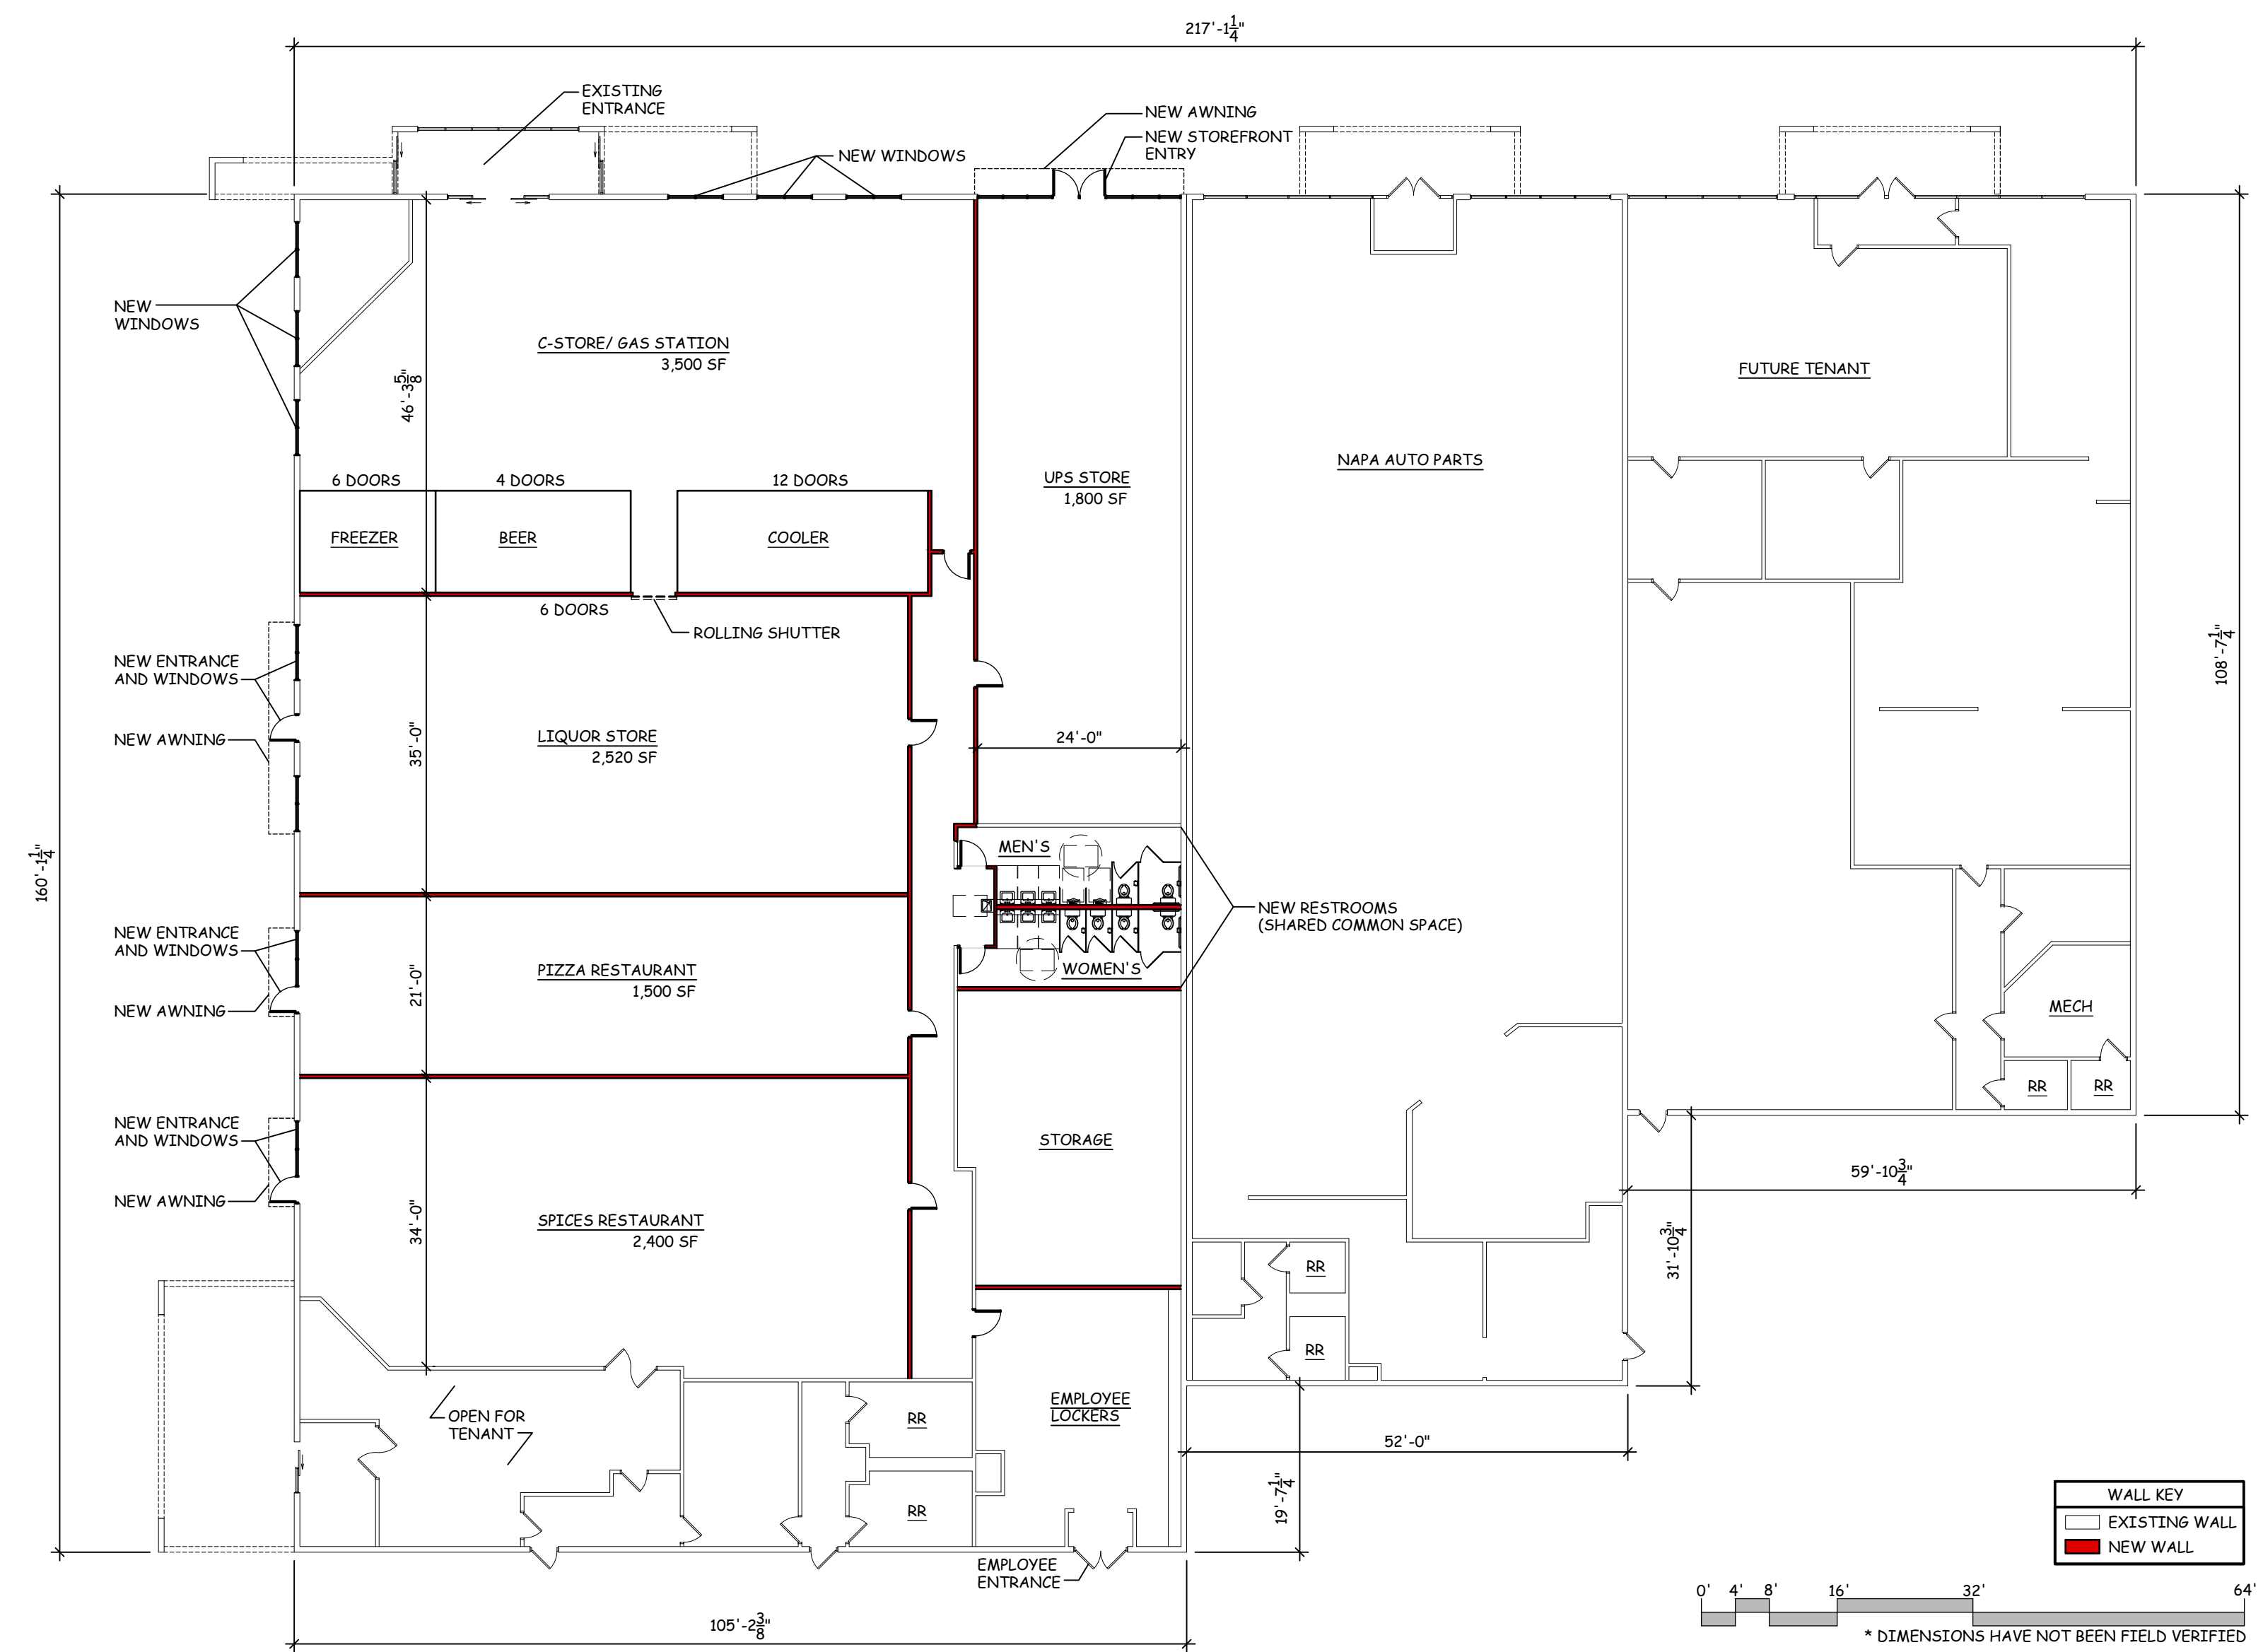 217'-1 1/4"
EXISTING
ENTRANCE
NEW AWNING
NEW STOREFRONT
ENTRY
NEW WINDOWS
NEW
WINDOWS
C-STORE/ GAS STATION
3,500 SF
46'-3 5/8"
FUTURE TENANT
NAPA AUTO PARTS
UPS STORE
1,800 SF
6 DOORS
4 DOORS
12 DOORS
FREEZER
BEER
COOLER
6 DOORS
ROLLING SHUTTER
NEW ENTRANCE
AND WINDOWS
NEW AWNING
LIQUOR STORE
2,520 SF
35'-0"
24'-0"
108'-7 1/4"
160'-1 1/4"
MEN'S
NEW RESTROOMS
(SHARED COMMON SPACE)
WOMEN'S
NEW ENTRANCE
AND WINDOWS
NEW AWNING
PIZZA RESTAURANT
1,500 SF
21'-0"
MECH
RR
RR
NEW ENTRANCE
AND WINDOWS
NEW AWNING
STORAGE
59'-10 3/4"
SPICES RESTAURANT
2,400 SF
34'-0"
31'-10 3/4"
RR
RR
OPEN FOR
TENANT
RR
RR
EMPLOYEE
LOCKERS
52'-0"
19'-7 1/4"
EMPLOYEE
ENTRANCE
105'-2 3/8"
WALL KEY
EXISTING WALL
NEW WALL
0' 4' 8' 16' 32' 64'
* DIMENSIONS HAVE NOT BEEN FIELD VERIFIED